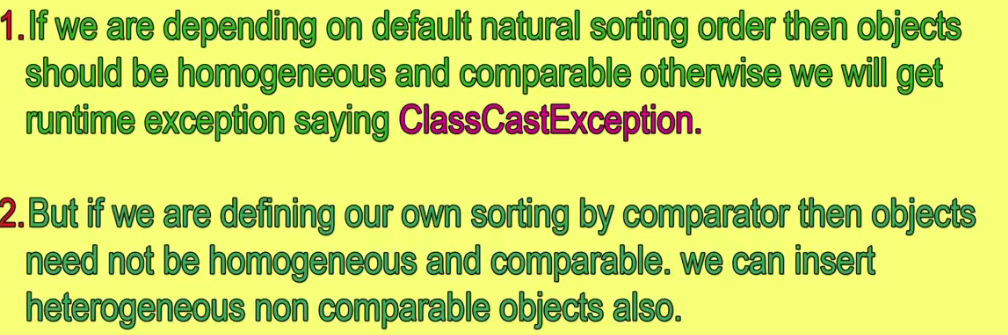 1.If we are depending on default natural sorting order then objects
should be homogeneous and comparable otherwise we will get
runtime exception saying ClassCastException.
2.But if we are defining our own sorting by comparator then objects
need not be homogeneous and comparable. we can insert
heterogeneous non comparable objects also.